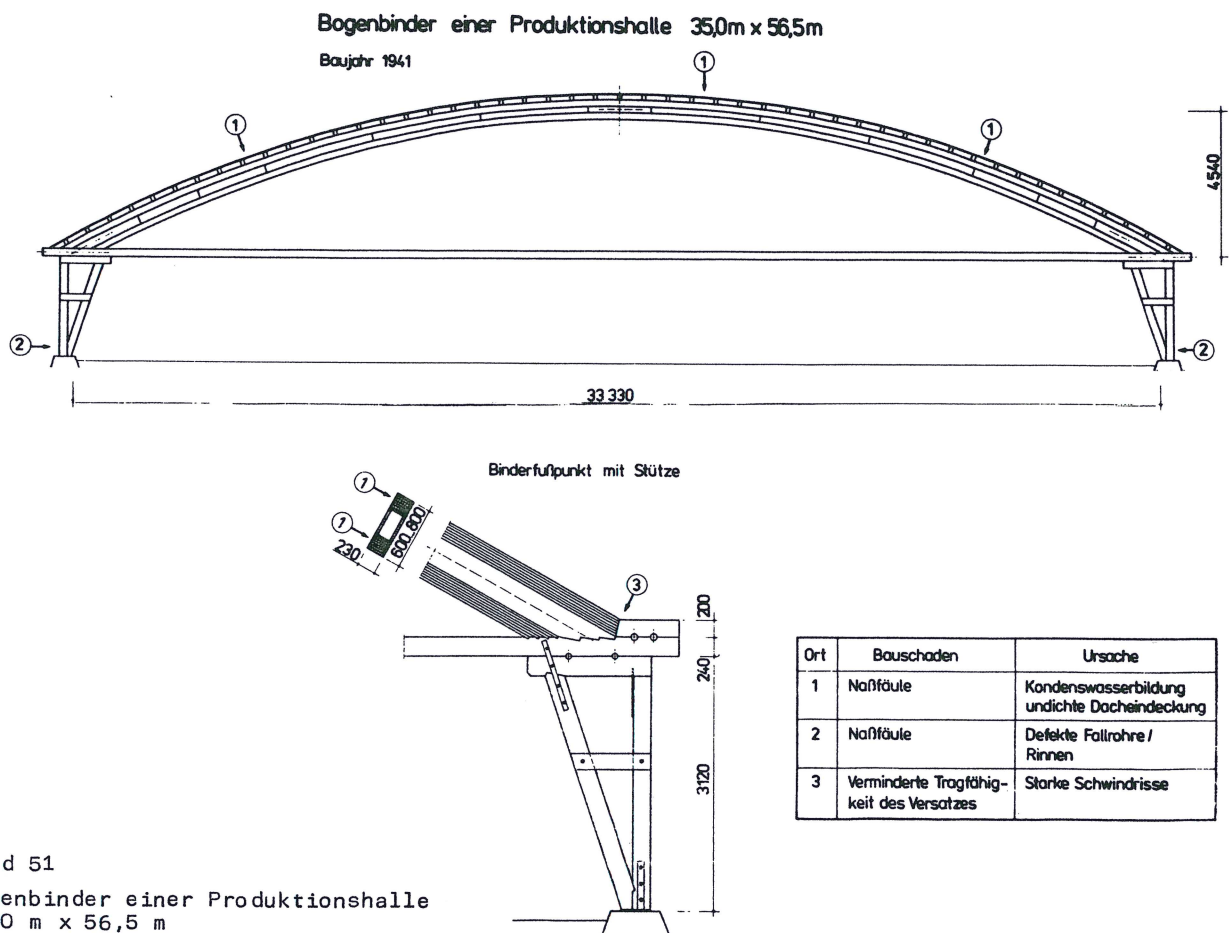 Bogenbinder einer Produktionshalle 35,0m x 56,5m
Baujahr 1941
1
1
1
4540
2
2
33 330
Binderfußpunkt mit Stütze
1
1
230
600..800
3
200
240
3120
Ort Bauschaden Ursache
1 Naßfäule Kondenswasserbildung
undichte Dacheindeckung
2 Naßfäule Defekte Fallrohre/
Rinnen
3 Verminderte Tragfähig- Starke Schwindrisse
keit des Versatzes
d 51
enbinder einer Produktionshalle
0 m x 56,5 m